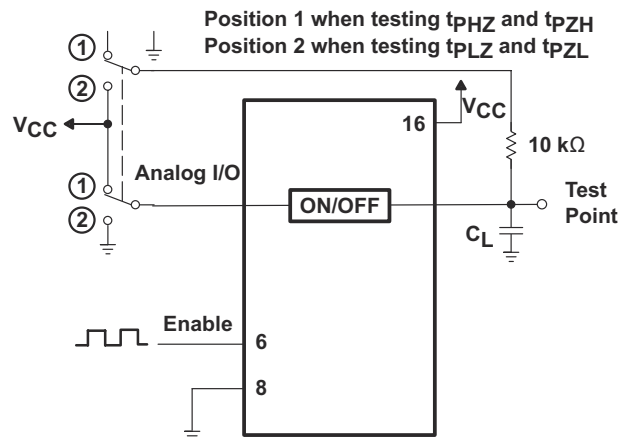 Position 1 when testing tPHZ and tPZH
Position 2 when testing tPLZ and tPZL
1
2
VCC
16
VCC
10 kΩ
1
Analog I/O
ON/OFF
Test
Point
2
CL
Enable
6
8